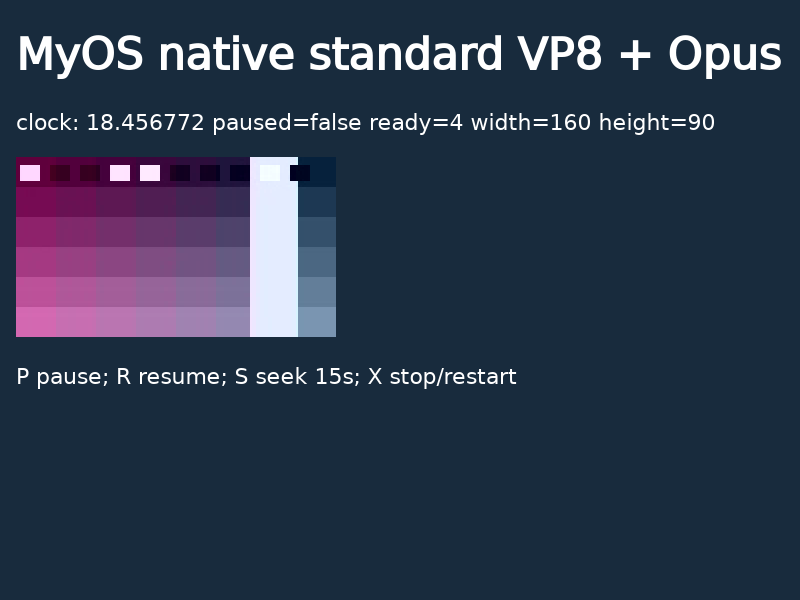 MyOS native standard VP8 + Opus
clock: 18.456772 paused=false ready=4 width=160 height=90
P pause; R resume; S seek 15s; X stop/restart